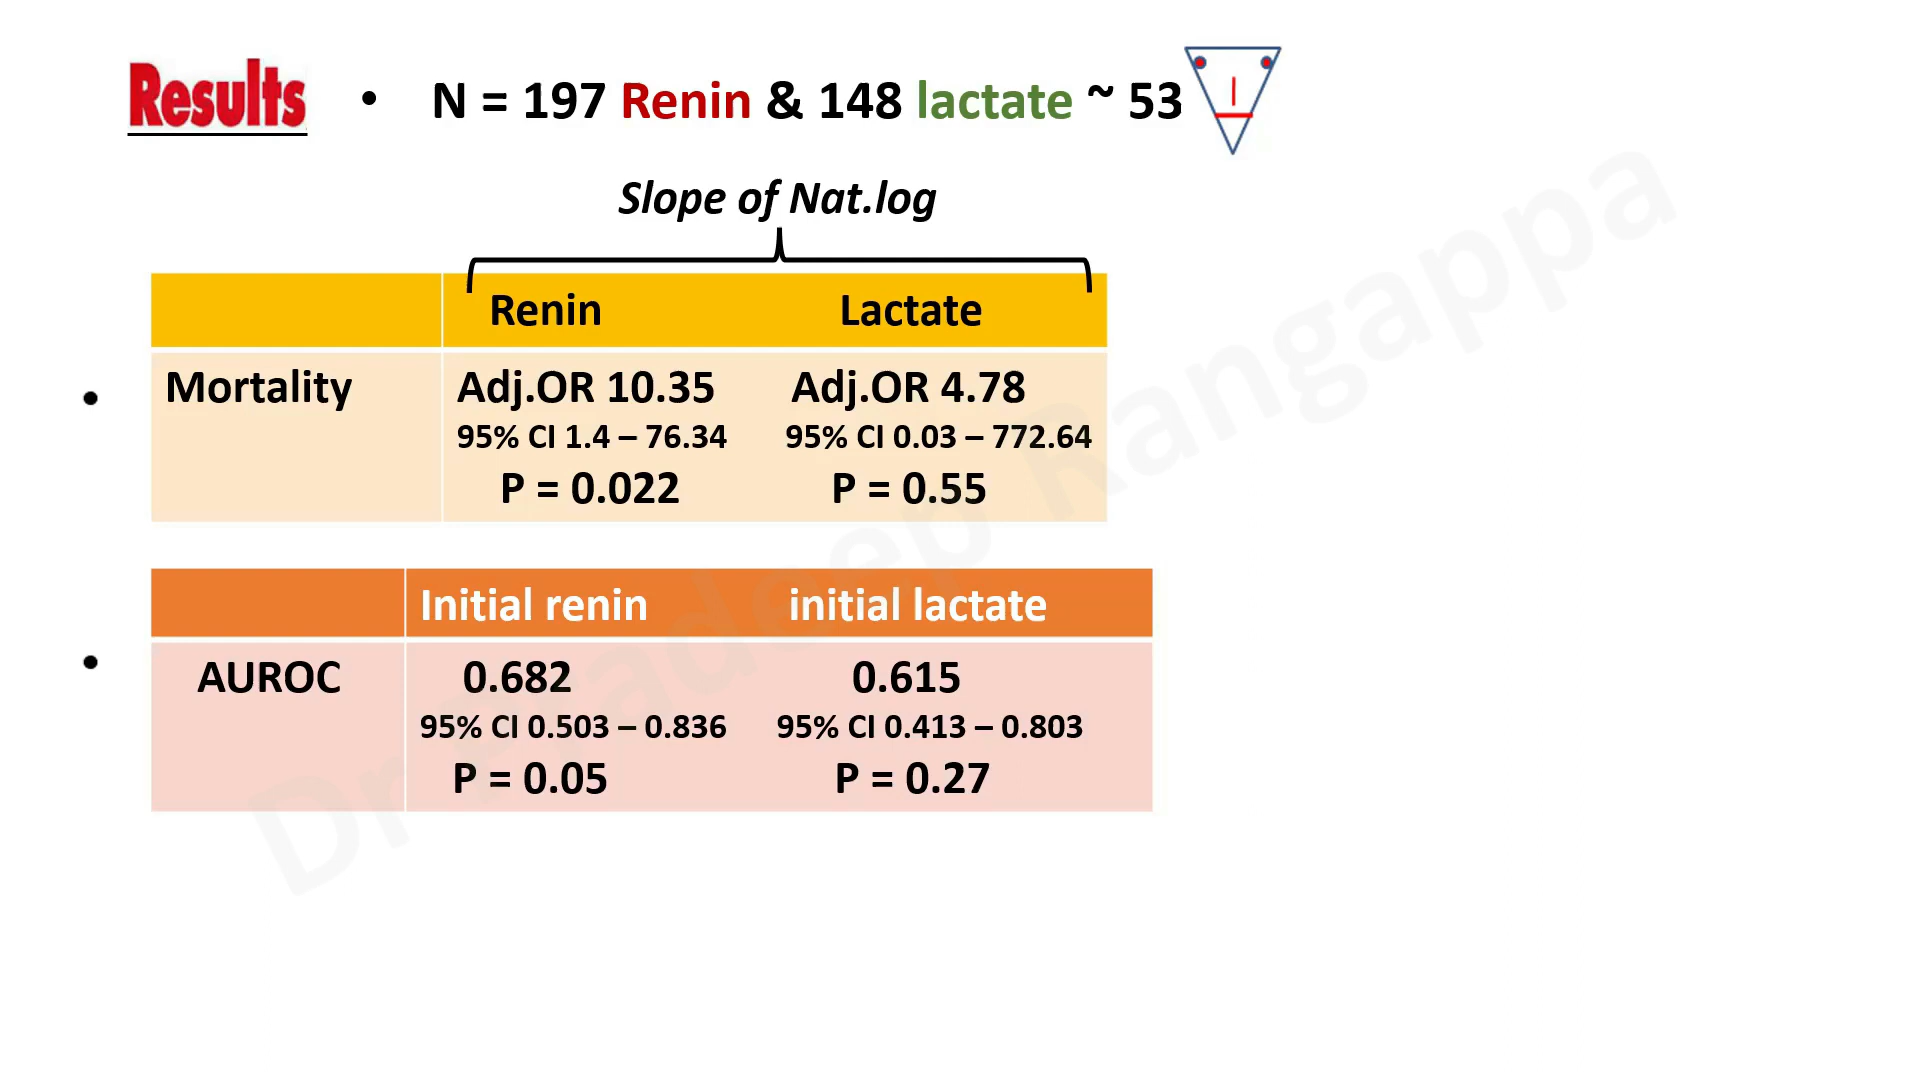 Results
• N = 197 Renin & 148 lactate ~ 53
Slope of Nat.log
Renin Lactate
• Mortality Adj.OR 10.35 Adj.OR 4.78
95% CI 1.4 – 76.34 95% CI 0.03 – 772.64
P = 0.022 P = 0.55
Initial renin initial lactate
• AUROC 0.682 0.615
95% CI 0.503 – 0.836 95% CI 0.413 – 0.803
P = 0.05 P = 0.27
Dr Pradeep Rangappa